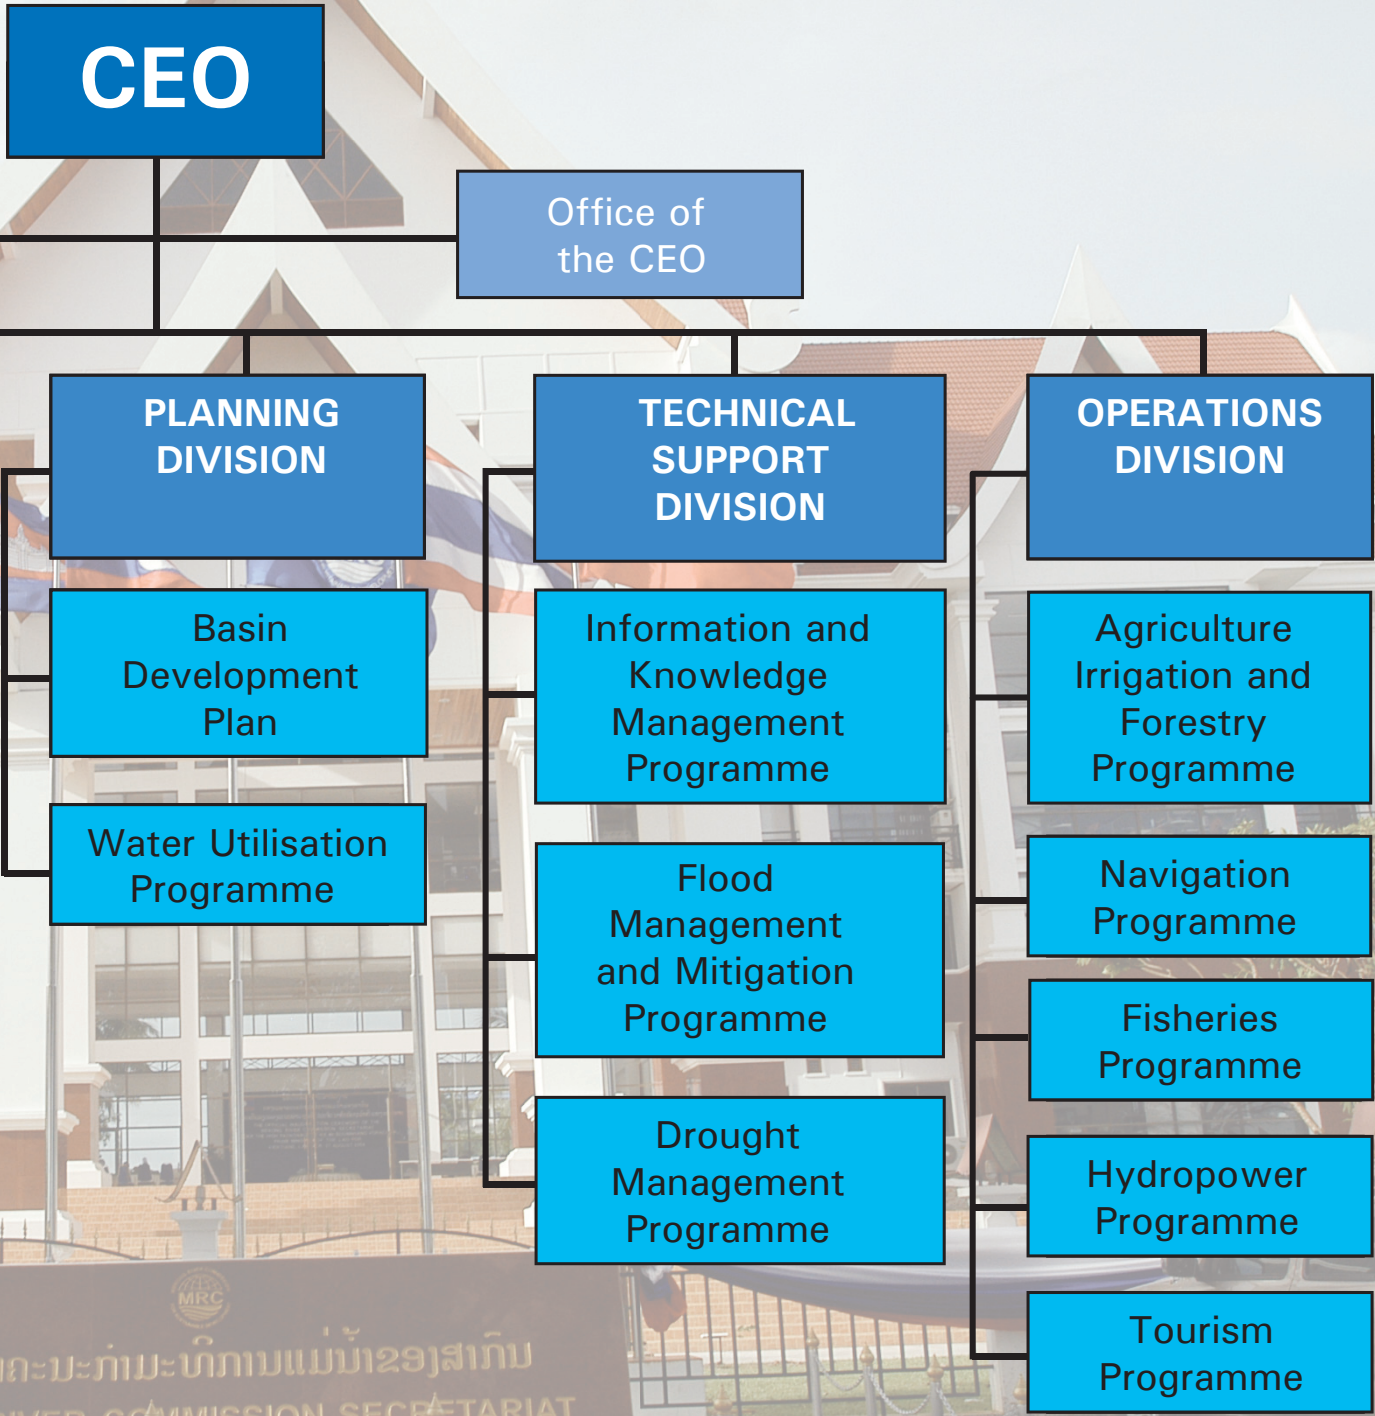 CEO
Office of
the CEO
PLANNING
DIVISION
TECHNICAL
SUPPORT
DIVISION
OPERATIONS
DIVISION
Basin
Development
Plan
Water Utilisation
Programme
Information and
Knowledge
Management
Programme
Flood
Management
and Mitigation
Programme
Drought
Management
Programme
Agriculture
Irrigation and
Forestry
Programme
Navigation
Programme
Fisheries
Programme
Hydropower
Programme
Tourism
Programme
MRC
COMMISSION SECRETARIAT